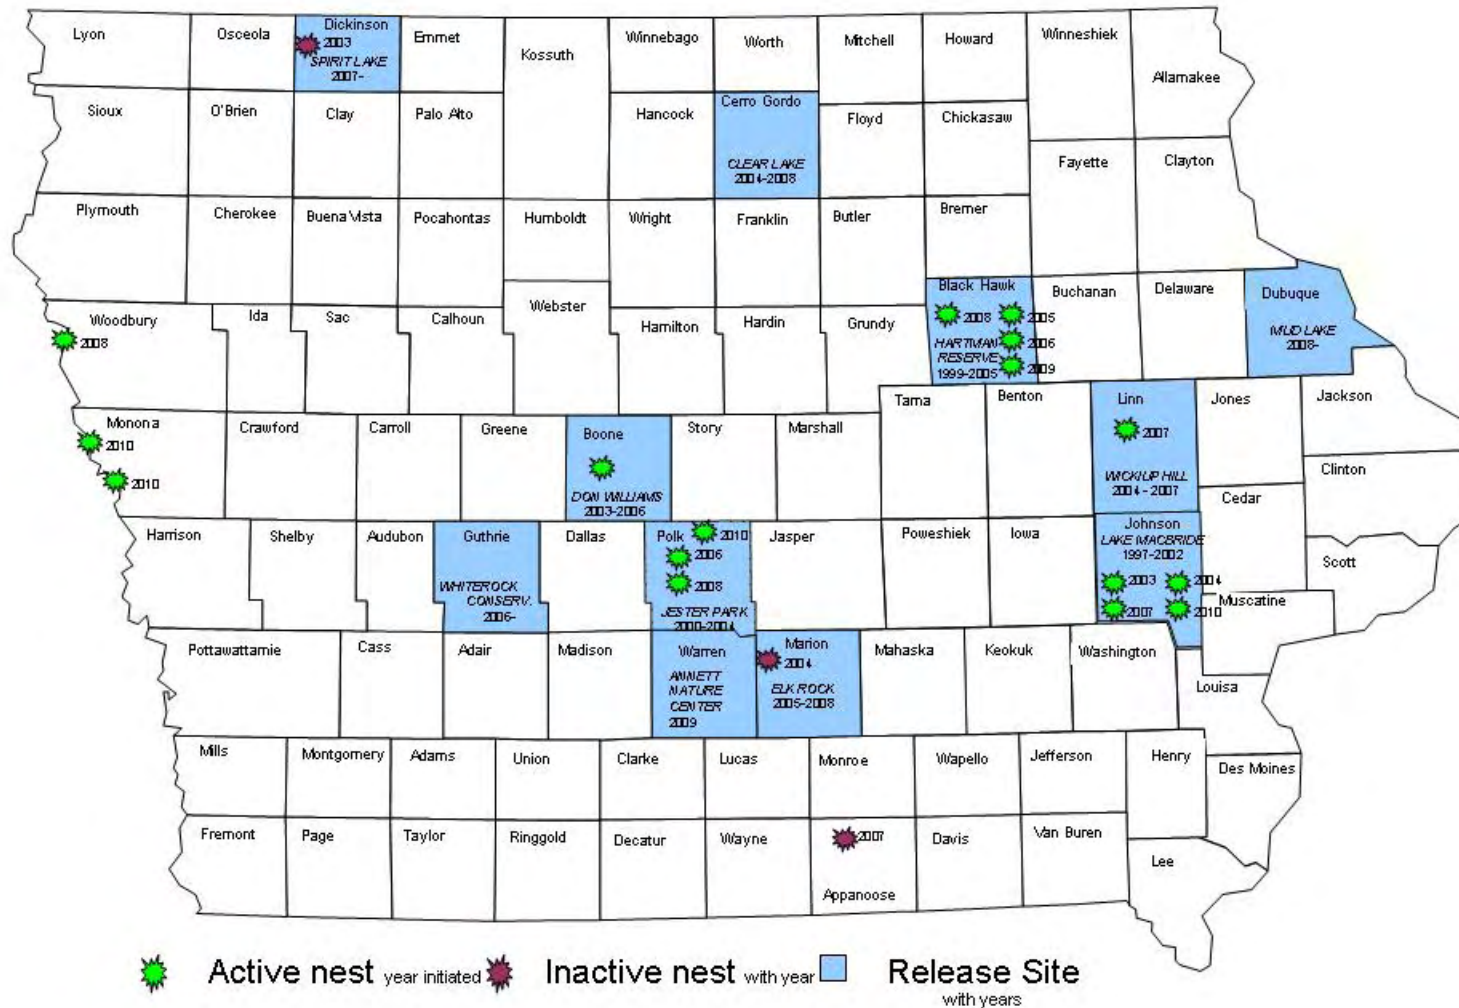 Lyon
Osceola
Dickinson
2003
SPIRIT LAKE
2007-
Emmet
Kossuth
Winnebago
Worth
Mitchell
Howard
Winneshiek
Allamakee
Sioux
O'Brien
Clay
Palo Alto
Hancock
Cerro Gordo
CLEAR LAKE
2004-2008
Floyd
Chickasaw
Fayette
Clayton
Plymouth
Cherokee
Buena Vista
Pocahontas
Humboldt
Wright
Franklin
Butler
Bremer
Woodbury
2008
Ida
Sac
Calhoun
Webster
Hamilton
Hardin
Grundy
Black Hawk
2008
2005
HARTMAN
2006
RESERVE
1999-2005
2009
Buchanan
Delaware
Dubuque
MUD LAKE
2008-
Monona
2010
2010
Crawford
Carroll
Greene
Boone
DON WILLIAMS
2003-2006
Story
Marshall
Tama
Benton
Linn
2007
WICKIUP HILL
2004 - 2007
Jones
Jackson
Clinton
Cedar
Harrison
Shelby
Audubon
Guthrie
WHITEROCK
CONSERV.
2006-
Dallas
Polk
2010
2006
2008
JESTER PARK
2000-2004
Jasper
Poweshiek
Iowa
Johnson
LAKE MACBRIDE
1997-2002
2003
2004
2007
2010
Scott
Muscatine
Pottawattamie
Cass
Adair
Madison
Warren
ANNETT
NATURE
CENTER
2009
Marion
2004
ELK ROCK
2005-2008
Mahaska
Keokuk
Washington
Louisa
Mills
Montgomery
Adams
Union
Clarke
Lucas
Monroe
Wapello
Jefferson
Henry
Des Moines
Fremont
Page
Taylor
Ringgold
Decatur
Wayne
2007
Appanoose
Davis
Van Buren
Lee
Active nest year initiated
Inactive nest with year
Release Site
with years